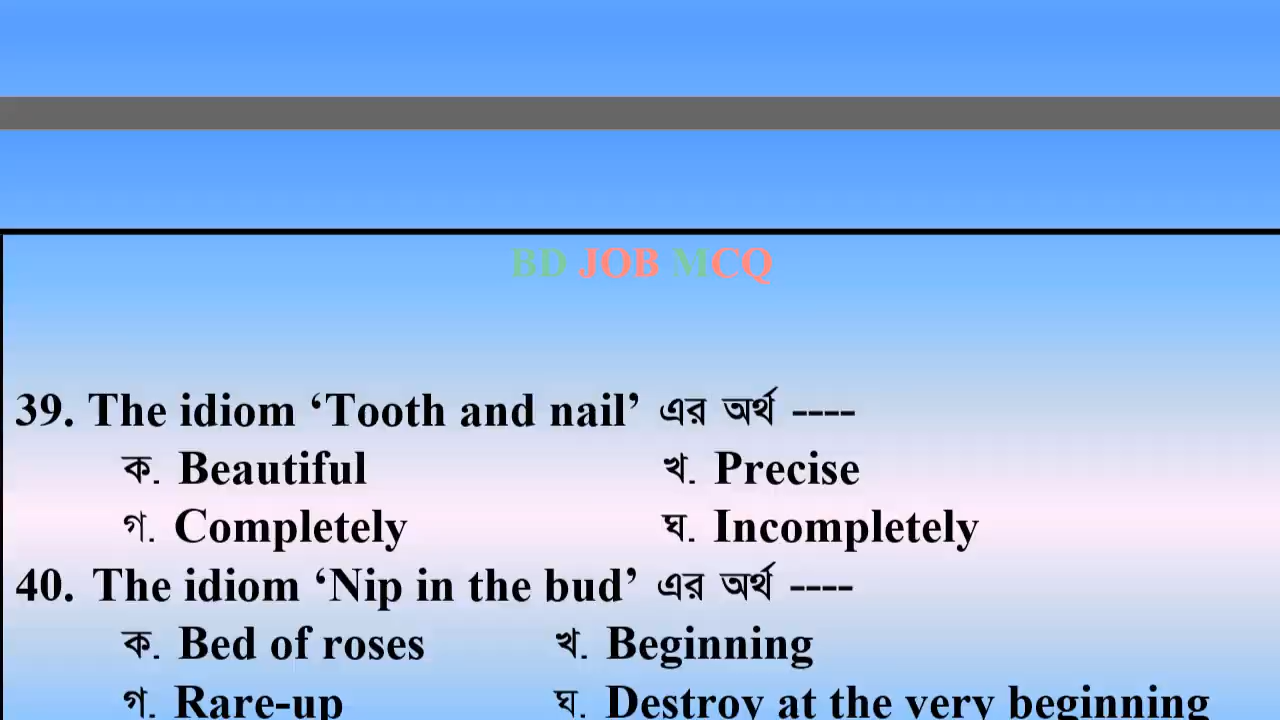 BD JOB MCQ
39. The idiom ‘Tooth and nail’ এর অর্থ ----
ক. Beautiful খ. Precise
গ. Completely ঘ. Incompletely
40. The idiom ‘Nip in the bud’ এর অর্থ ----
ক. Bed of roses খ. Beginning
গ. Rare-up ঘ. Destroy at the very beginning